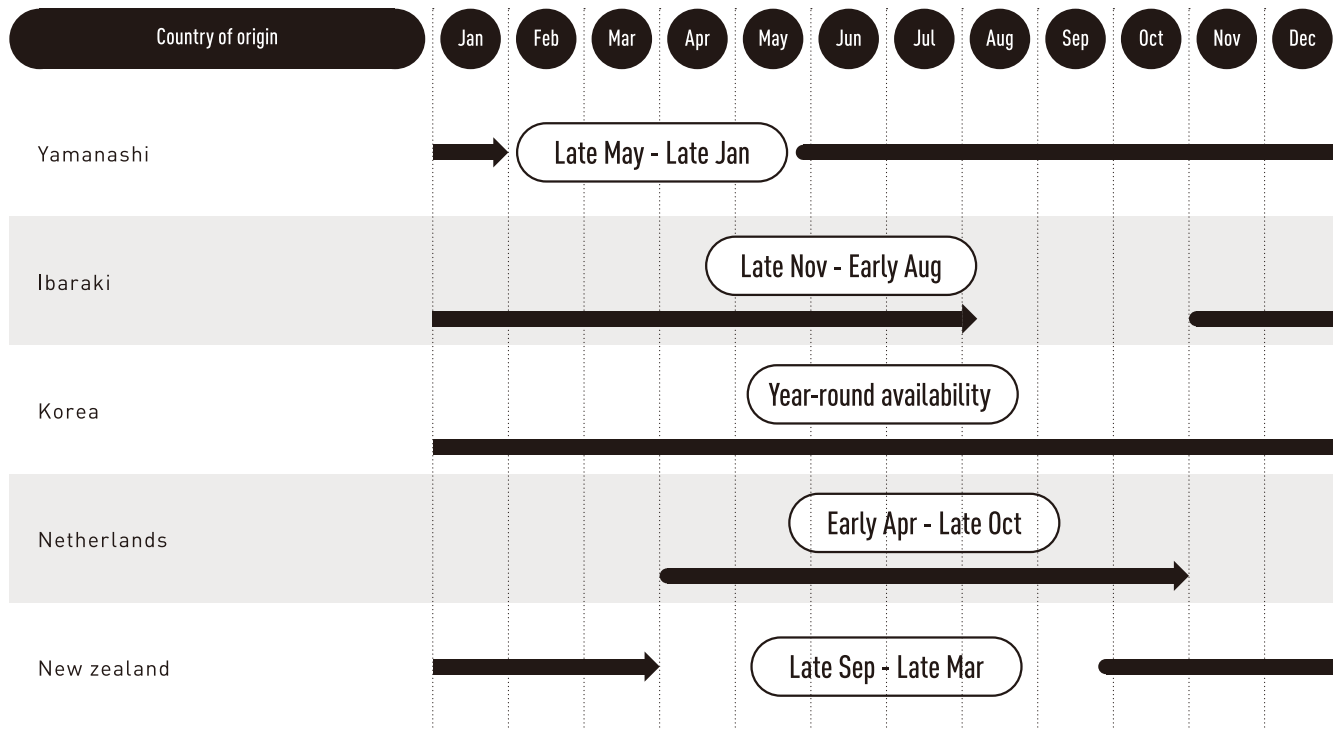 Country of origin Jan Feb Mar Apr May Jun Jul Aug Sep Oct Nov Dec
Yamanashi Late May - Late Jan
Ibaraki Late Nov - Early Aug
Korea Year-round availability
Netherlands Early Apr - Late Oct
New zealand Late Sep - Late Mar